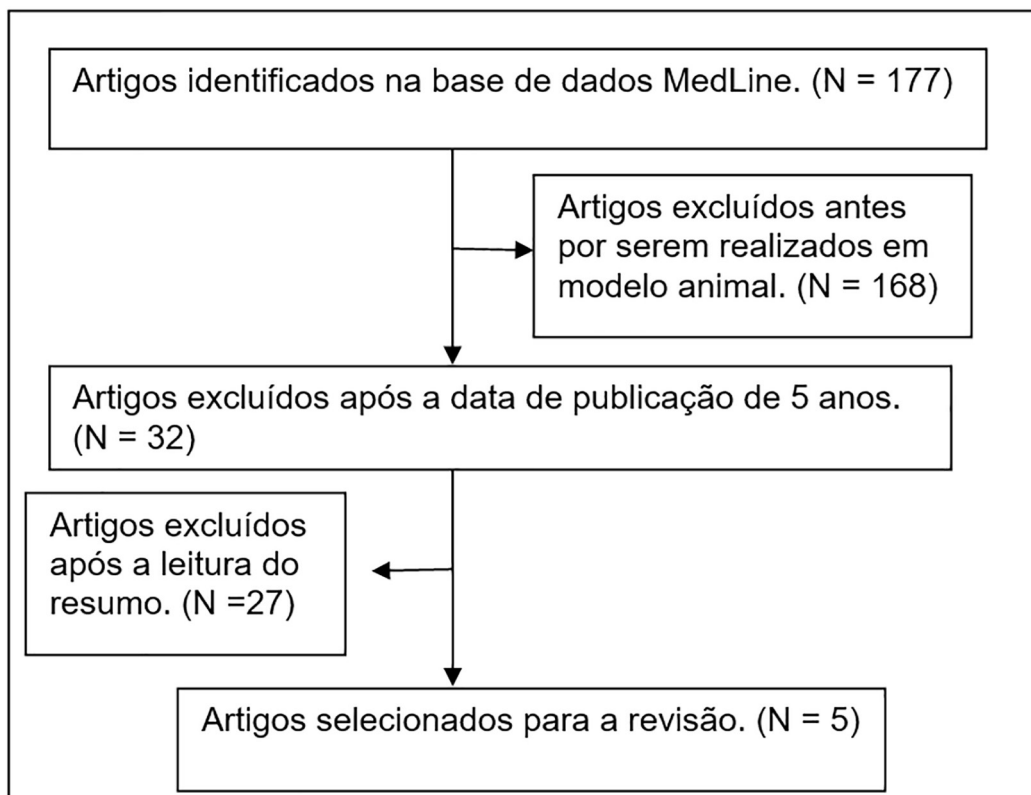 Artigos identificados na base de dados MedLine. (N = 177)
Artigos excluídos antes
por serem realizados em
modelo animal. (N = 168)
Artigos excluídos após a data de publicação de 5 anos.
(N = 32)
Artigos excluídos
após a leitura do
resumo. (N =27)
Artigos selecionados para a revisão. (N = 5)